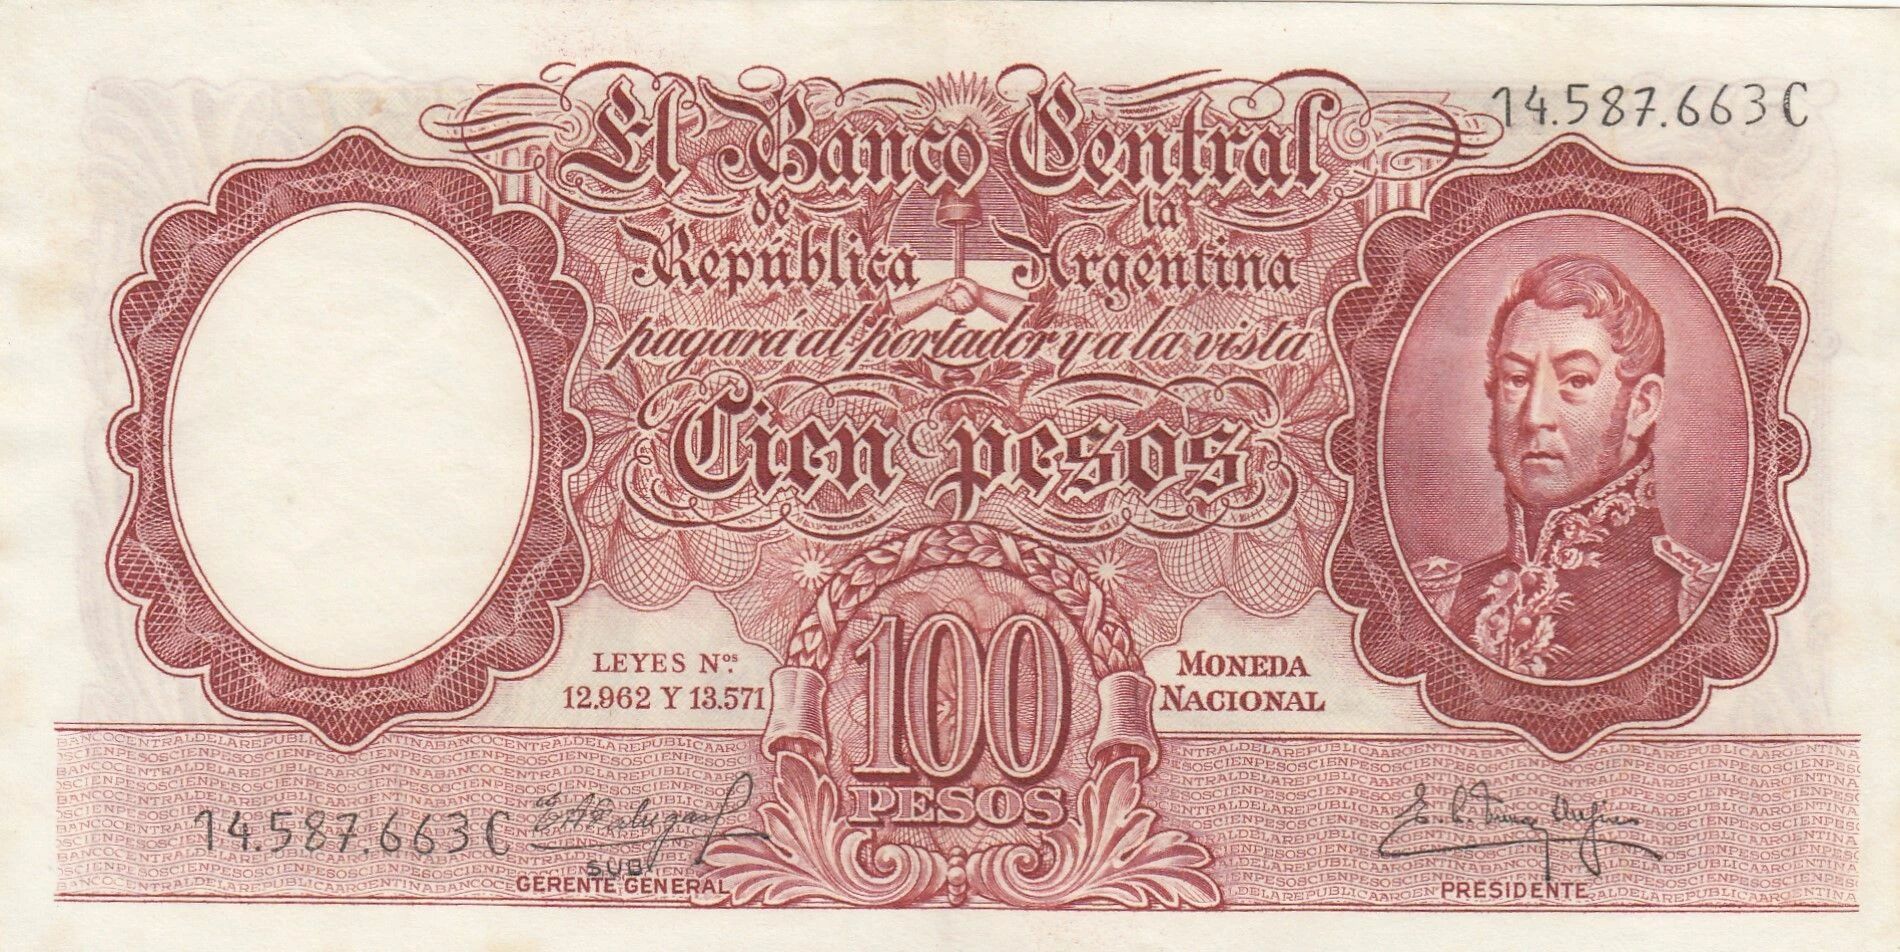 14.587.663C
El Banco Central
de la
República Argentina
pagará al portador y a la vista
Cien pesos
LEYES Nos.
12.962 Y 13.571
MONEDA
NACIONAL
100
PESOS
14.587.663C
SUB
GERENTE GENERAL
PRESIDENTE